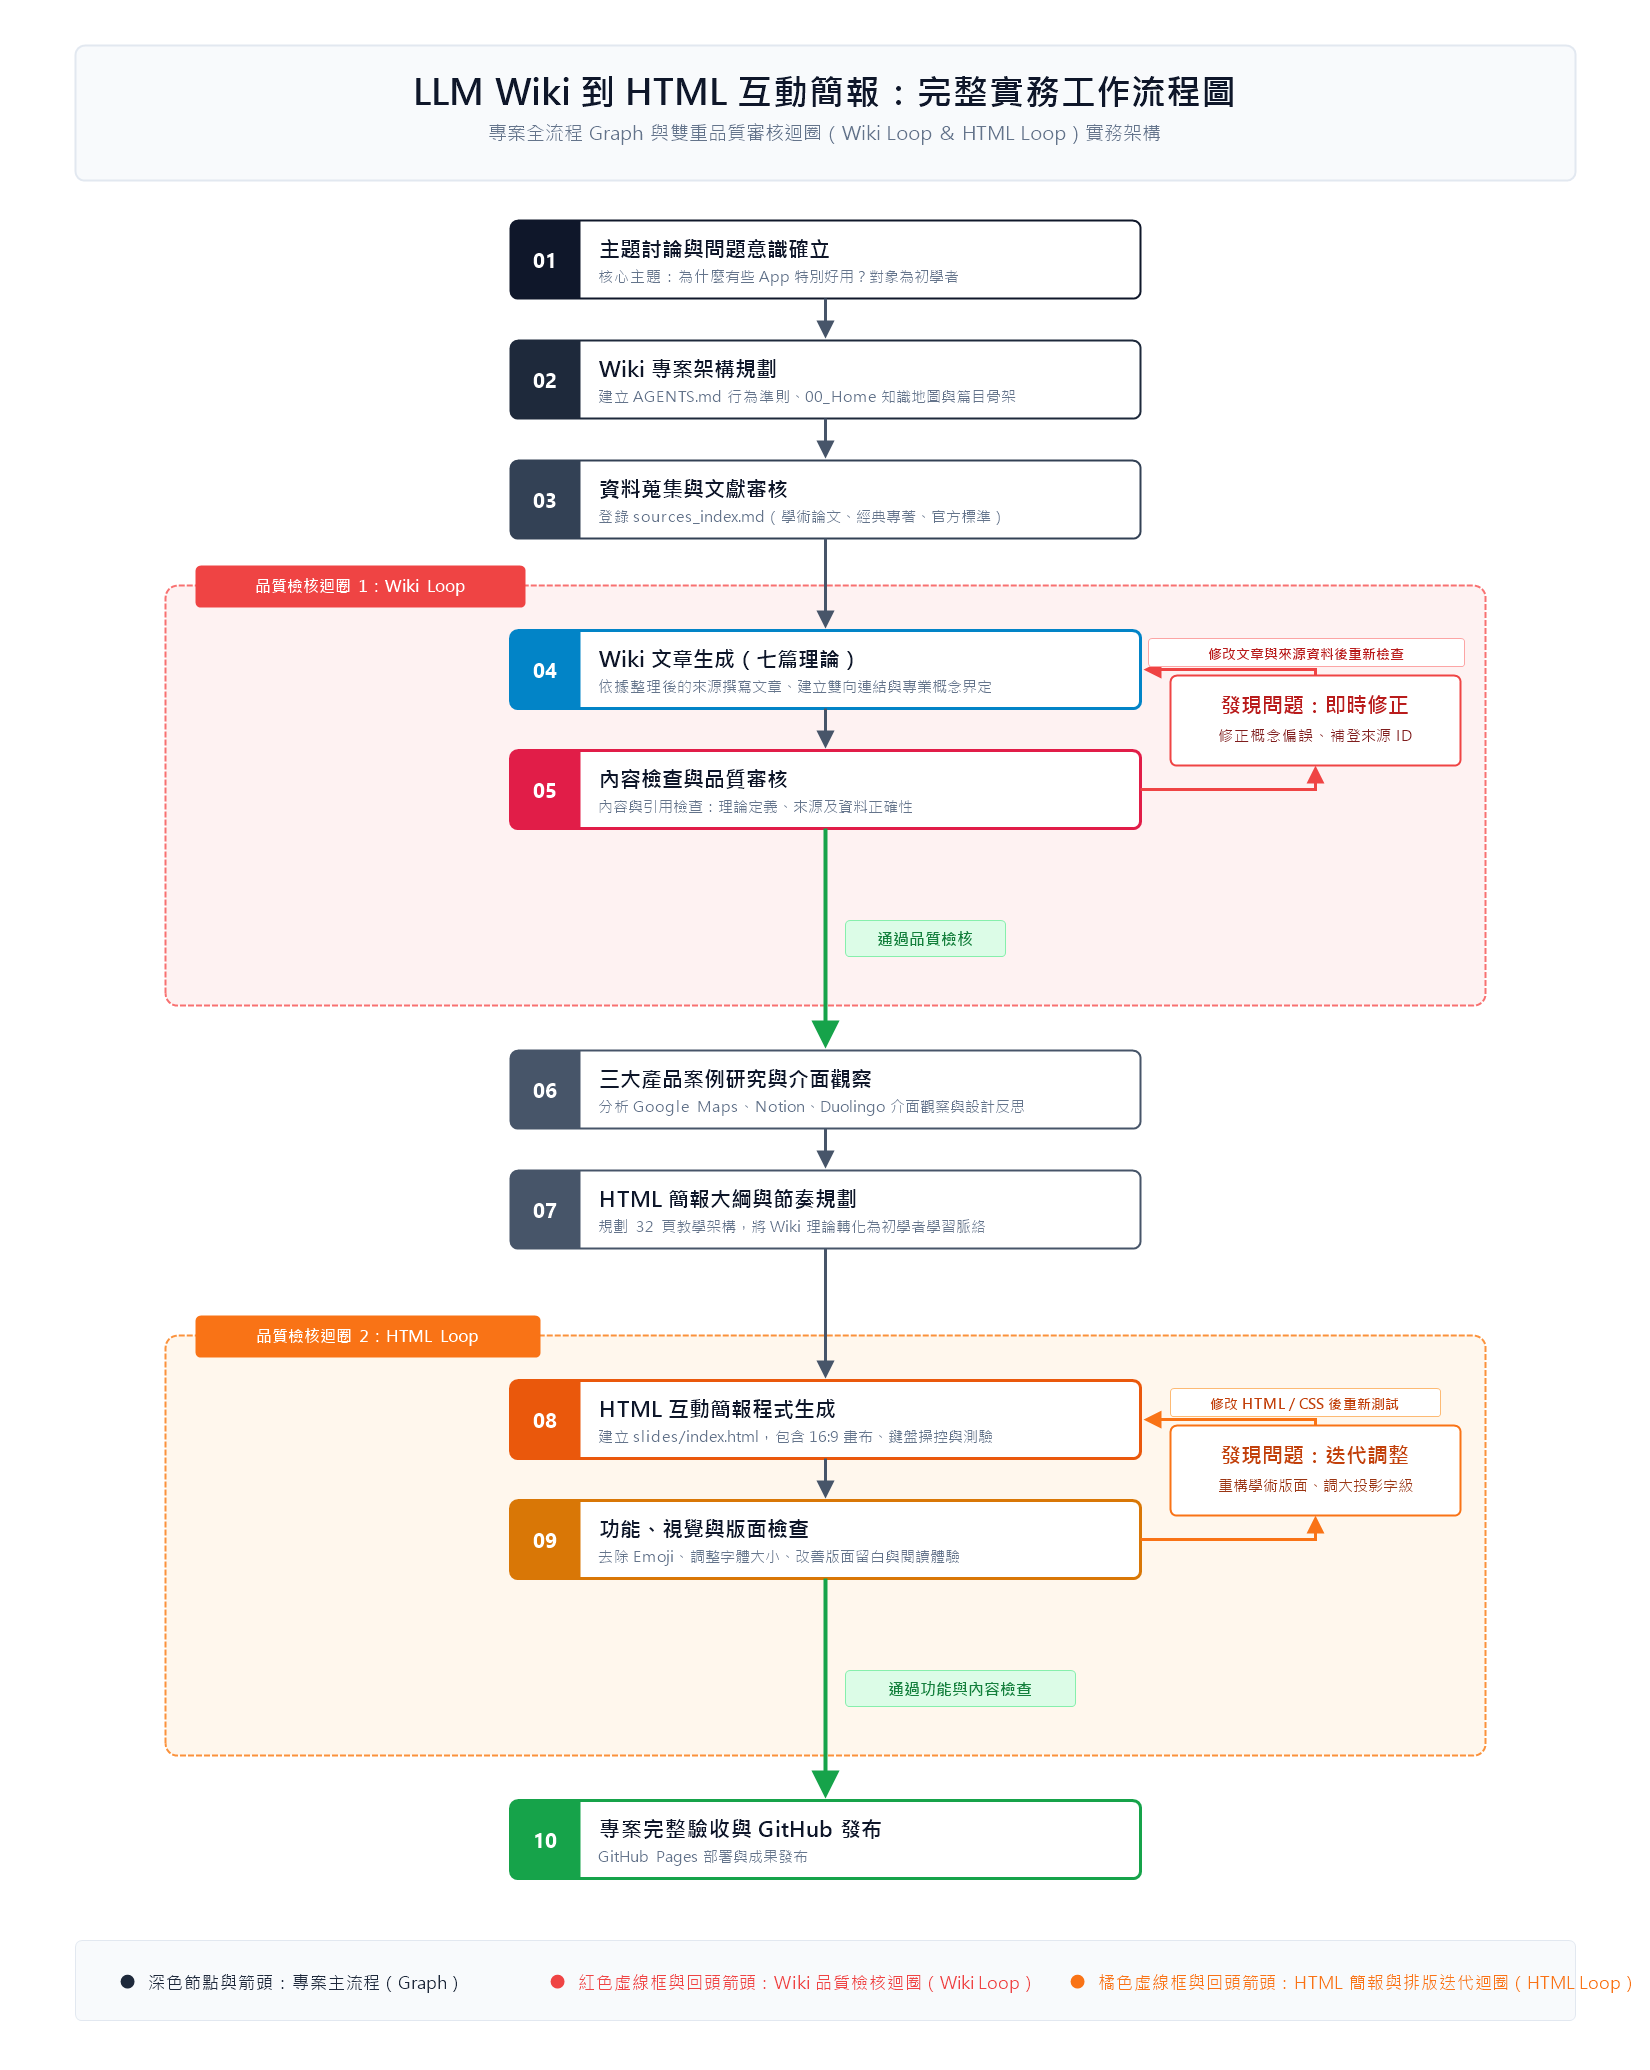 LLM Wiki 到 HTML 互動簡報：完整實務工作流程圖
專案全流程 Graph 與雙重品質審核迴圈 ( Wiki Loop & HTML Loop ) 實務架構
01
主題討論與問題意識確立
核心主題：為什麼有些 App 特別好用？對象為初學者
02
Wiki 專案架構規劃
建立 AGENTS.md 行為準則、00_Home 知識地圖與篇目骨架
03
資料蒐集與文獻審核
登錄 sources_index.md ( 學術論文、經典專著、官方標準 )
品質檢核迴圈 1：Wiki Loop
04
Wiki 文章生成 ( 七篇理論 )
依據整理後的來源撰寫文章、建立雙向連結與專業概念界定
修改文章與來源資料後重新檢查
發現問題：即時修正
修正概念偏誤、補登來源 ID
05
內容檢查與品質審核
內容與引用檢查：理論定義、來源及資料正確性
通過品質檢核
06
三大產品案例研究與介面觀察
分析 Google Maps、Notion、Duolingo 介面觀察與設計反思
07
HTML 簡報大綱與節奏規劃
規劃 32 頁教學架構，將 Wiki 理論轉化為初學者學習脈絡
品質檢核迴圈 2：HTML Loop
08
HTML 互動簡報程式生成
建立 slides/index.html，包含 16:9 畫布、鍵盤操控與測驗
修改 HTML / CSS 後重新測試
發現問題：迭代調整
重構學術版面、調大投影字級
09
功能、視覺與版面檢查
去除 Emoji、調整字體大小、改善版面留白與閱讀體驗
通過功能與內容檢查
10
專案完整驗收與 GitHub 發布
GitHub Pages 部署與成果發布
深色節點與箭頭：專案主流程 ( Graph )
紅色虛線框與回頭箭頭：Wiki 品質檢核迴圈 ( Wiki Loop )
橘色虛線框與回頭箭頭：HTML 簡報與排版迭代迴圈 ( HTML Loop )